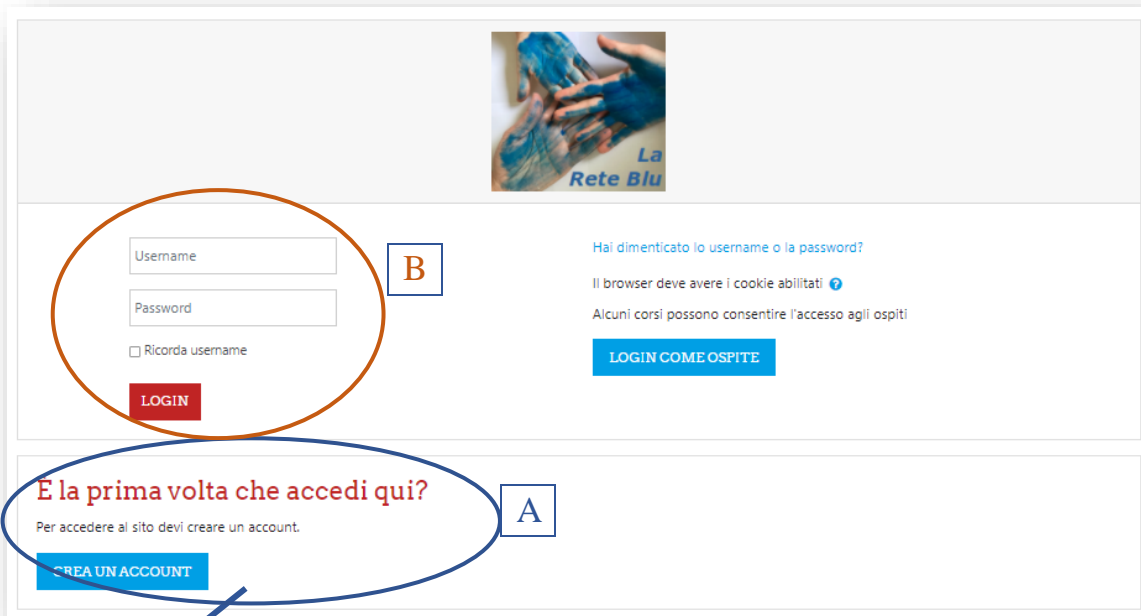 La
Rete Blu
Username
B
Password
Ricorda username
LOGIN
Hai dimenticato lo username o la password?
Il browser deve avere i cookie abilitati ?
Alcuni corsi possono consentire l'accesso agli ospiti
LOGIN COME OSPITE
È la prima volta che accedi qui?
A
Per accedere al sito devi creare un account.
CREA UN ACCOUNT